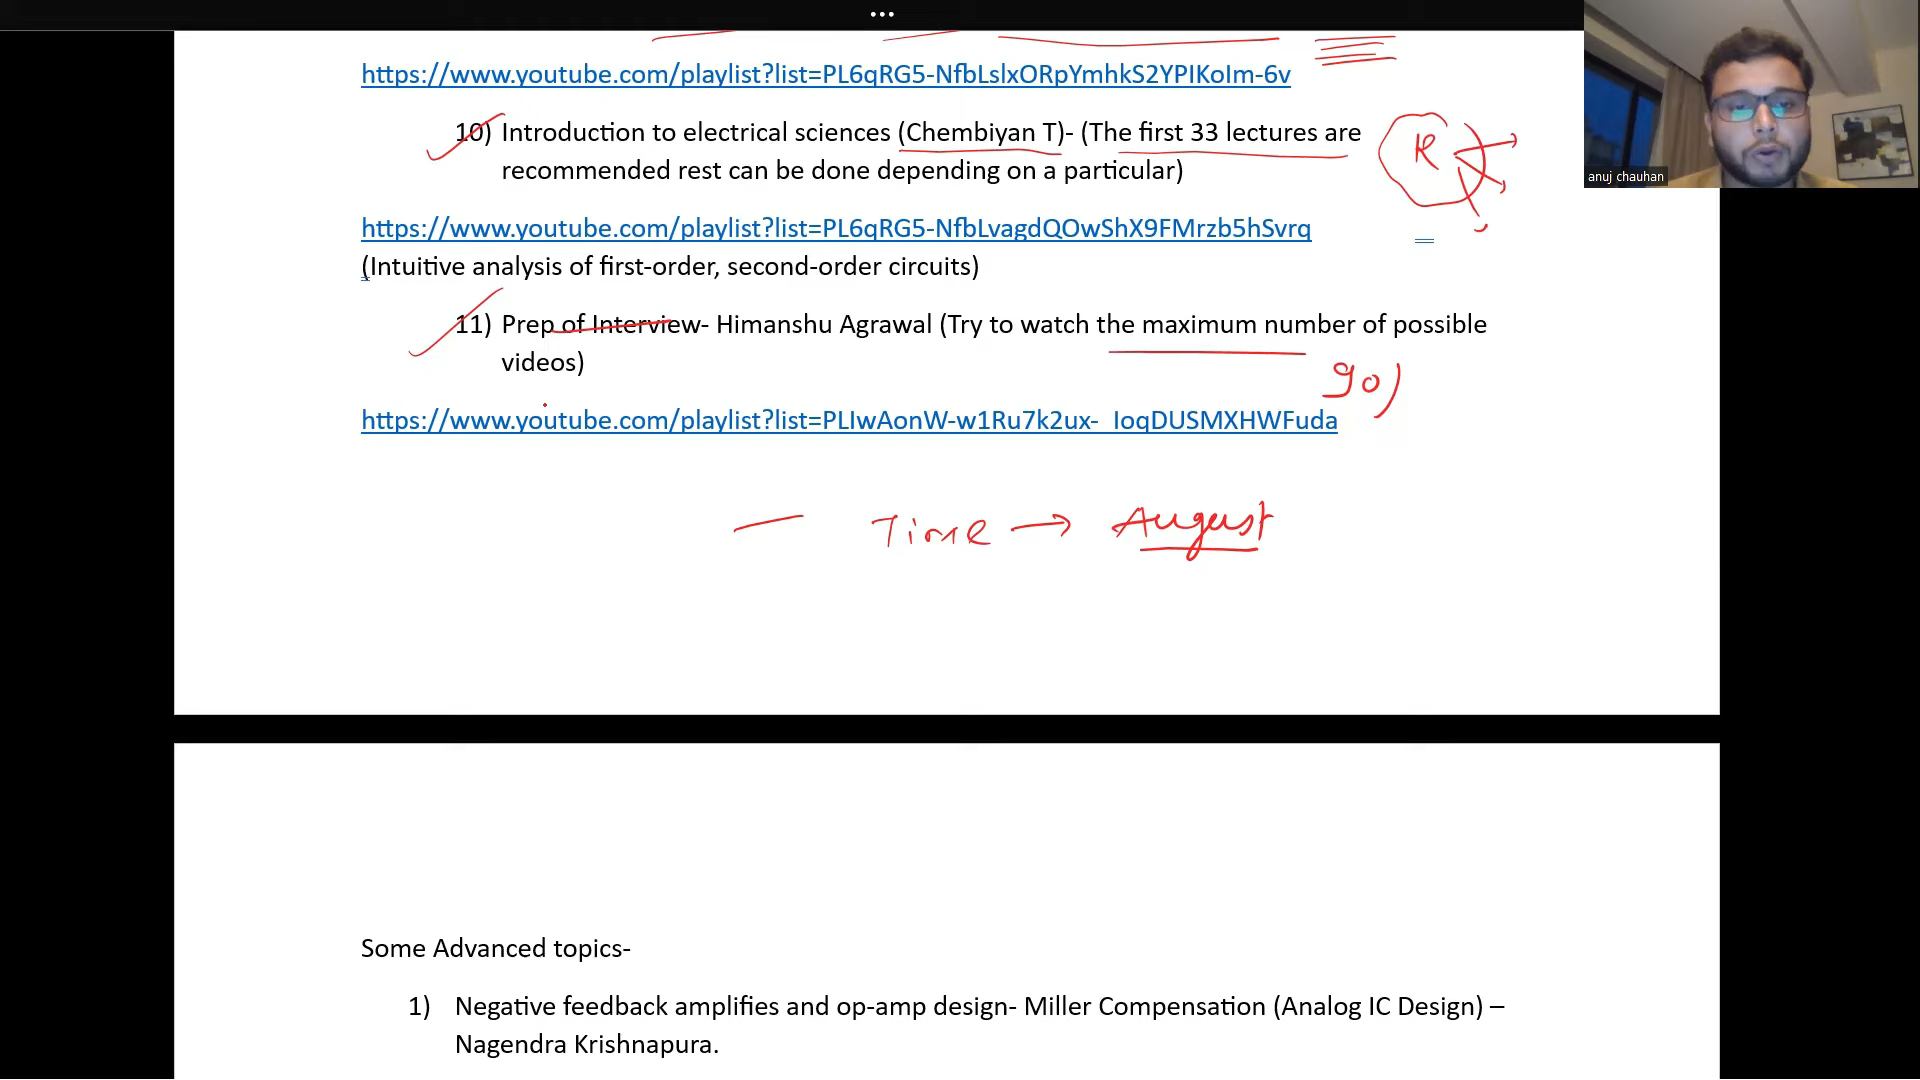 https://www.youtube.com/playlist?list=PL6qRG5-NfbLslxORpYmhkS2YPIKoIm-6v
10) Introduction to electrical sciences (Chembiyan T)- (The first 33 lectures are
recommended rest can be done depending on a particular)
R
anuj chauhan
https://www.youtube.com/playlist?list=PL6qRG5-NfbLvagdQOwShX9FMrzb5hSvrq
(Intuitive analysis of first-order, second-order circuits)
11) Prep of Interview- Himanshu Agrawal (Try to watch the maximum number of possible
videos)
90)
https://www.youtube.com/playlist?list=PLIwAonW-w1Ru7k2ux-_IoqDUSMXHWFuda
Time → August
Some Advanced topics-
1) Negative feedback amplifies and op-amp design- Miller Compensation (Analog IC Design) –
Nagendra Krishnapura.